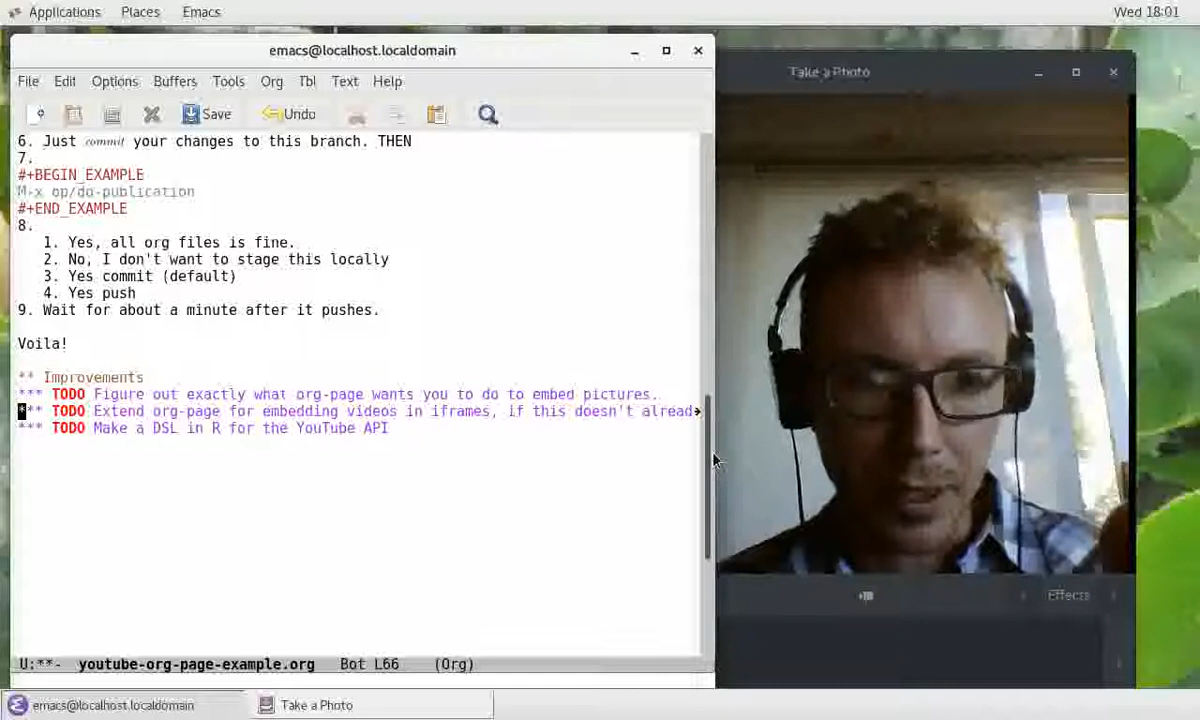 Applications Places Emacs Wed 18:01
emacs@localhost.localdomain
Take a Photo
File Edit Options Buffers Tools Org Tbl Text Help
Save Undo
6. Just commit your changes to this branch. THEN
7.
#+BEGIN_EXAMPLE
M-x op/do-publication
#+END_EXAMPLE
8.
1. Yes, all org files is fine.
2. No, I don't want to stage this locally
3. Yes commit (default)
4. Yes push
9. Wait for about a minute after it pushes.
Voila!
** Improvements
*** TODO Figure out exactly what org-page wants you to do to embed pictures.
*** TODO Extend org-page for embedding videos in iframes, if this doesn't alread
*** TODO Make a DSL in R for the YouTube API
Effects
U:**- youtube-org-page-example.org Bot L66 (Org)
emacs@localhost.localdomain Take a Photo